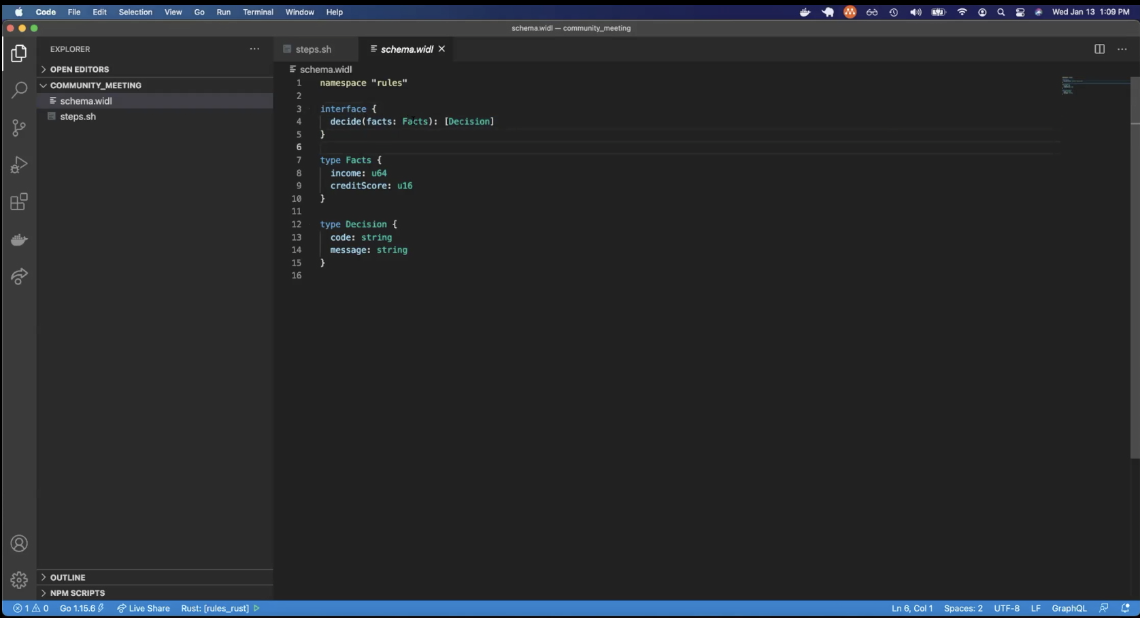 Code File Edit Selection View Go Run Terminal Window Help Wed Jan 13 1:09 PM
schema.widl — community_meeting
EXPLORER
OPEN EDITORS
COMMUNITY_MEETING
schema.widl
steps.sh
OUTLINE
NPM SCRIPTS
steps.sh schema.widl
schema.widl
1 namespace "rules"
2
3 interface {
4 decide(facts: Facts): [Decision]
5 }
6
7 type Facts {
8 income: u64
9 creditScore: u16
10 }
11
12 type Decision {
13 code: string
14 message: string
15 }
16
1 0 Go 1.15.6 Live Share Rust: [rules_rust] Ln 6, Col 1 Spaces: 2 UTF-8 LF GraphQL